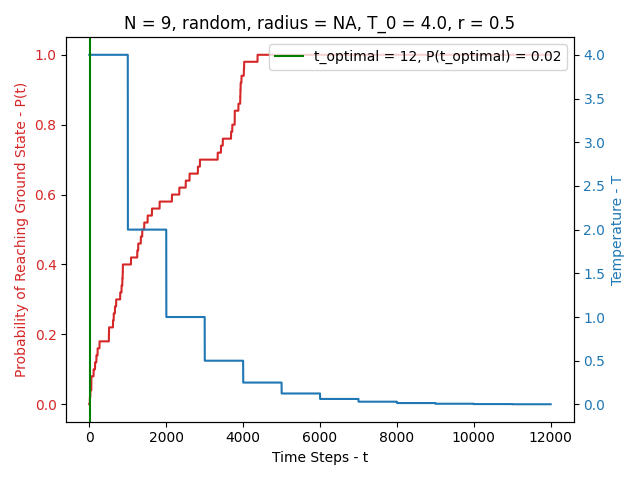 N = 9, random, radius = NA, T_0 = 4.0, r = 0.5
t_optimal = 12, P(t_optimal) = 0.02
Probability of Reaching Ground State - P(t)
1.0
0.8
0.6
0.4
0.2
0.0
4.0
3.5
3.0
2.5
2.0
1.5
1.0
0.5
0.0
Temperature - T
0 2000 4000 6000 8000 10000 12000
Time Steps - t